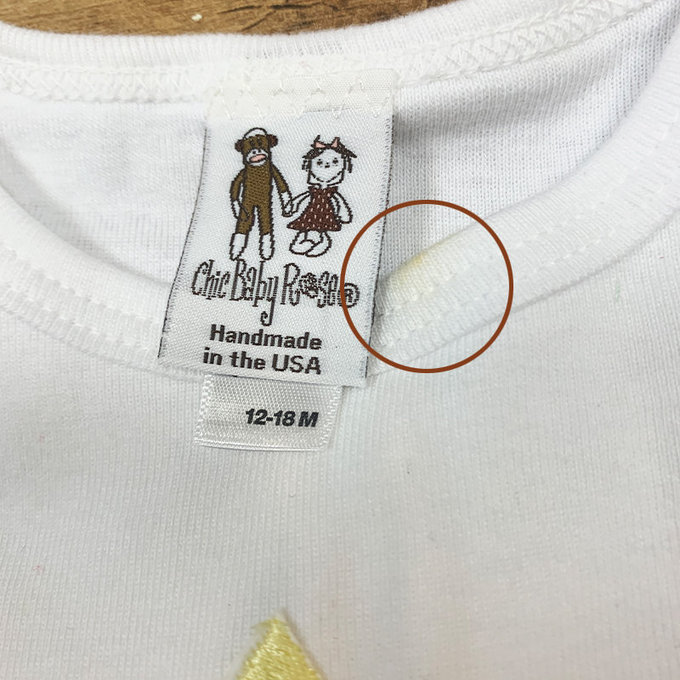 Chic Baby Rose®
Handmade
in the USA
12-18 M